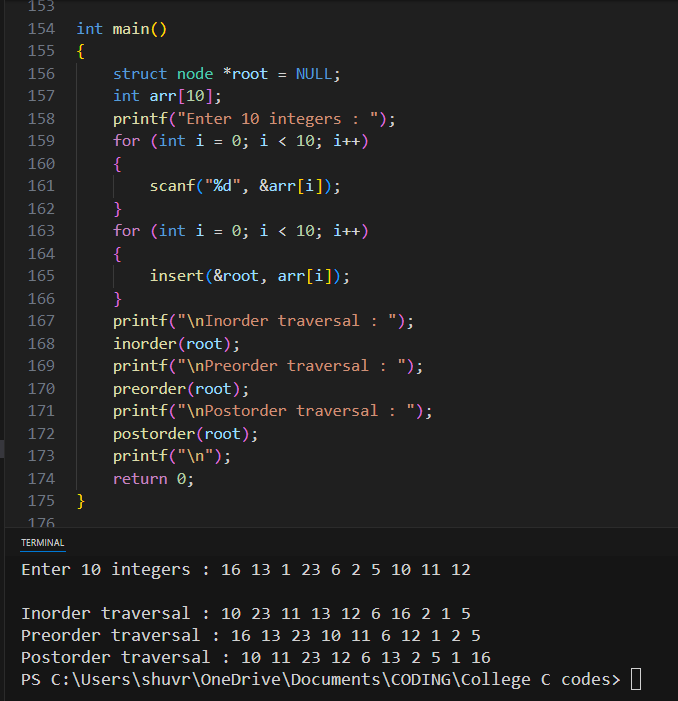 153
154 int main()
155 {
156 struct node *root = NULL;
157 int arr[10];
158 printf("Enter 10 integers : ");
159 for (int i = 0; i < 10; i++)
160 {
161 scanf("%d", &arr[i]);
162 }
163 for (int i = 0; i < 10; i++)
164 {
165 insert(&root, arr[i]);
166 }
167 printf("\nInorder traversal : ");
168 inorder(root);
169 printf("\nPreorder traversal : ");
170 preorder(root);
171 printf("\nPostorder traversal : ");
172 postorder(root);
173 printf("\n");
174 return 0;
175 }
176
TERMINAL
Enter 10 integers : 16 13 1 23 6 2 5 10 11 12
Inorder traversal : 10 23 11 13 12 6 16 2 1 5
Preorder traversal : 16 13 23 10 11 6 12 1 2 5
Postorder traversal : 10 11 23 12 6 13 2 5 1 16
PS C:\Users\shuvr\OneDrive\Documents\CODING\College C codes>